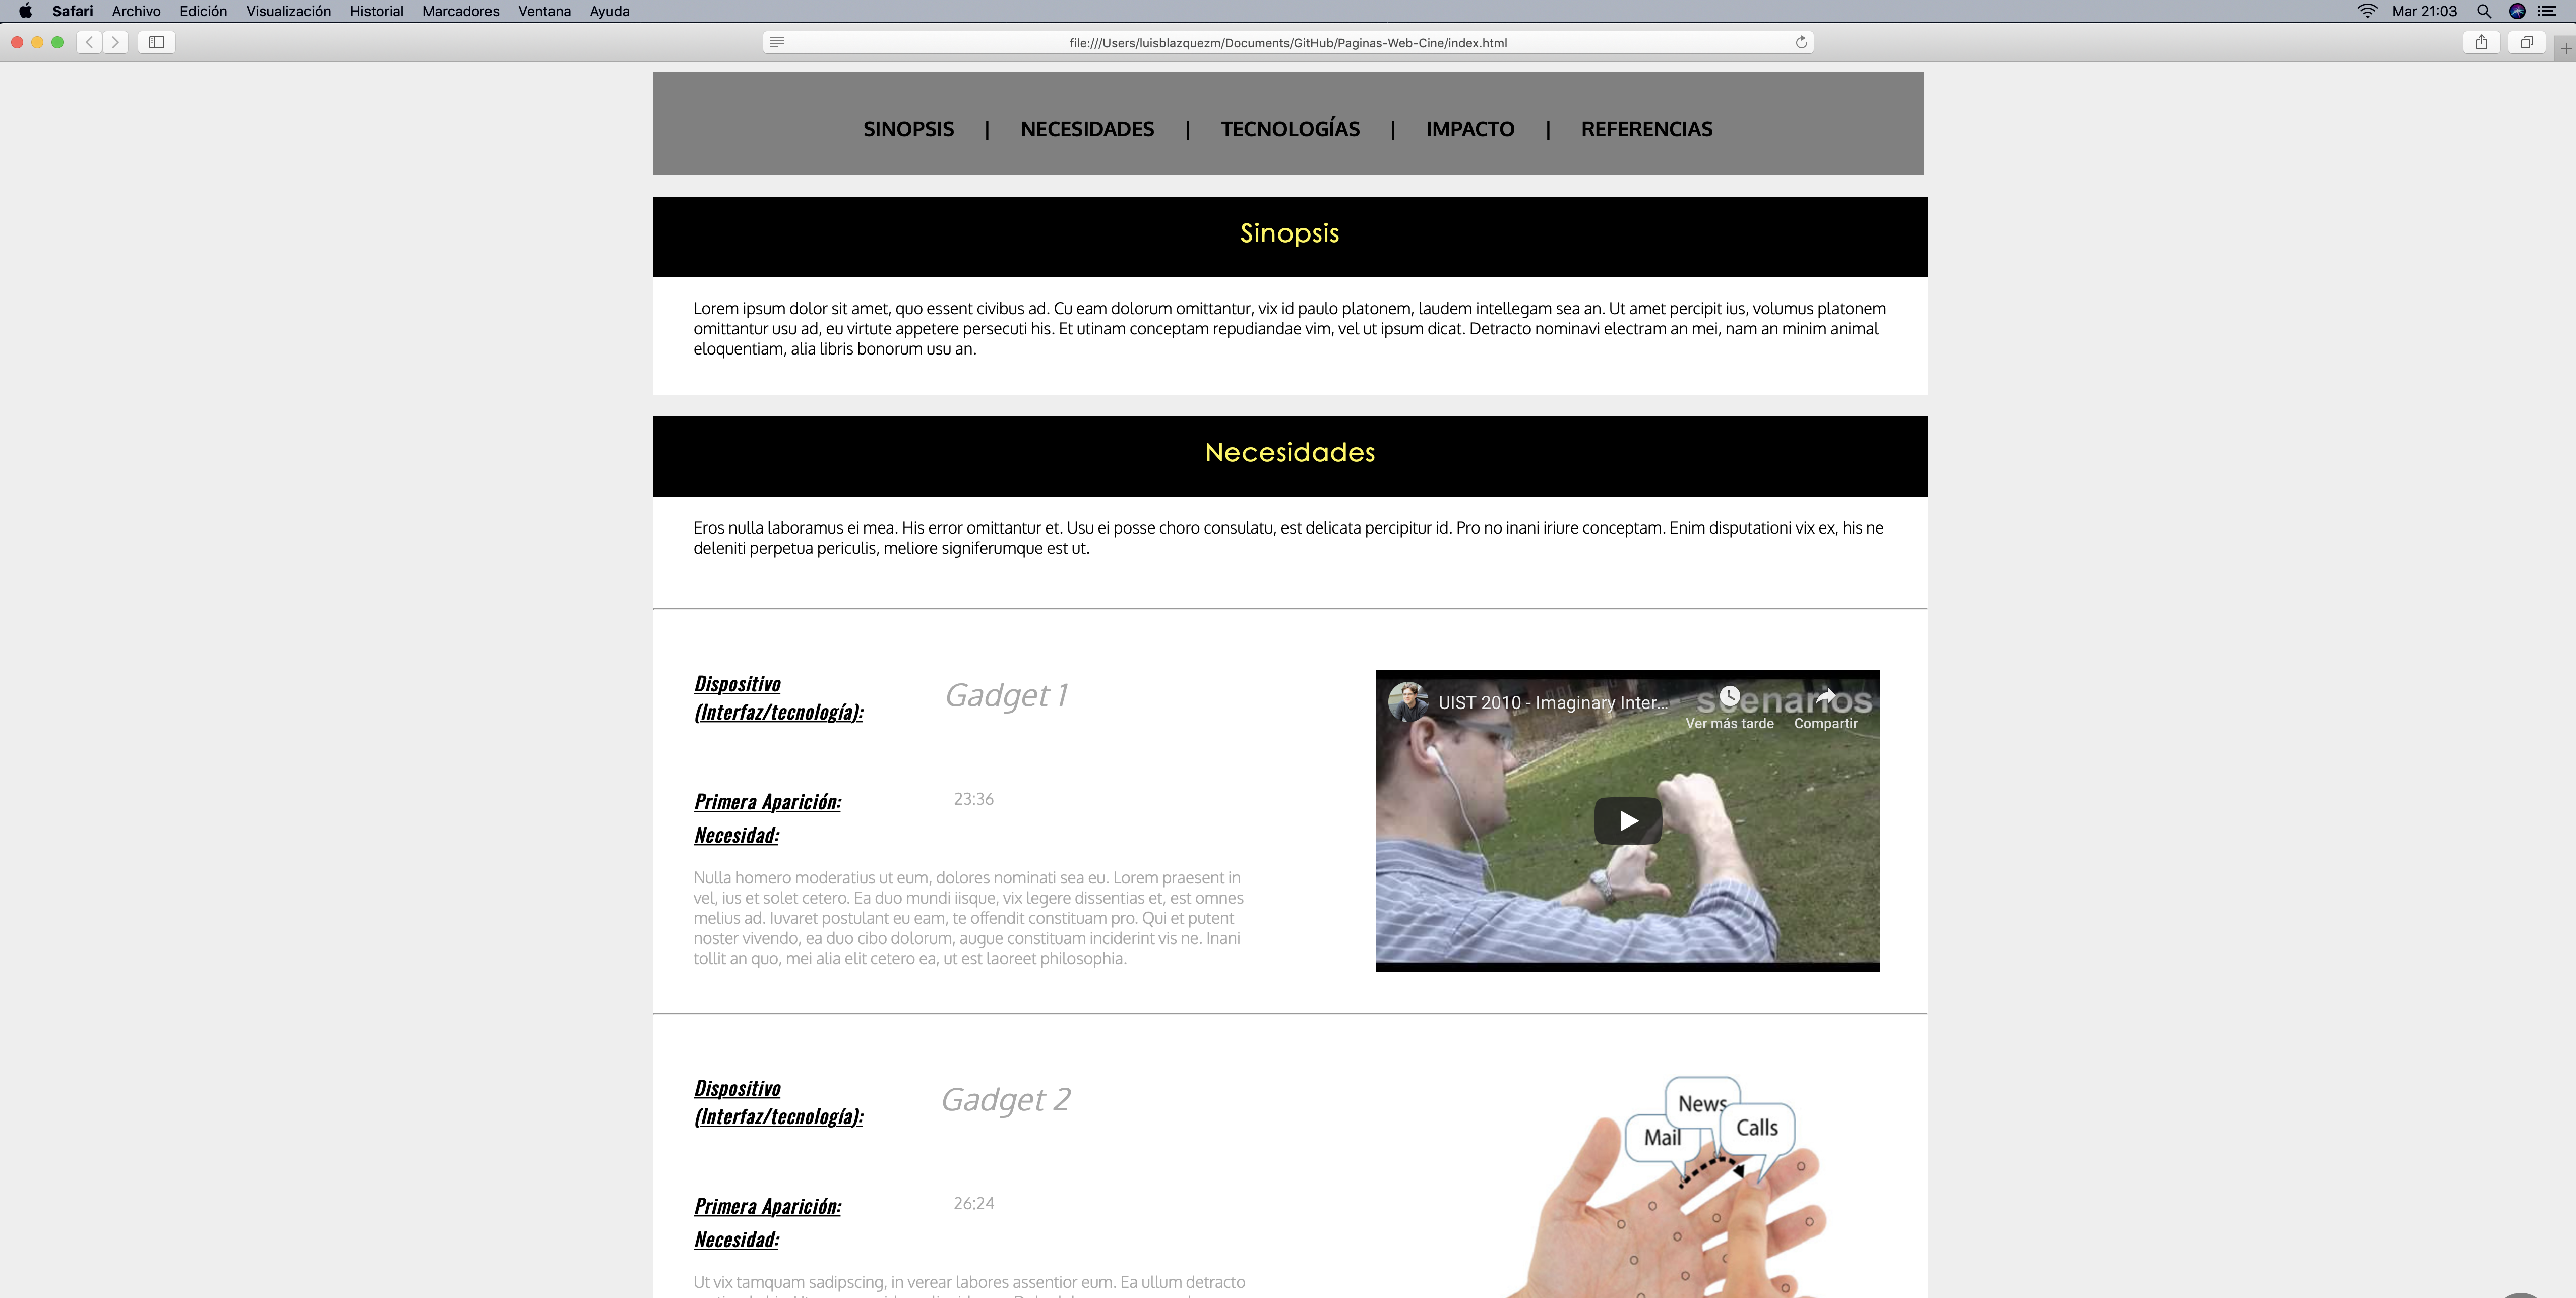 Safari Archivo Edición Visualización Historial Marcadores Ventana Ayuda Mar 21:03
file:///Users/luisblazquezm/Documents/GitHub/Paginas-Web-Cine/index.html
SINOPSIS | NECESIDADES | TECNOLOGÍAS | IMPACTO | REFERENCIAS
Sinopsis
Lorem ipsum dolor sit amet, quo essent civibus ad. Cu eam dolorum omittantur, vix id paulo platonem, laudem intellegam sea an. Ut amet percipit ius, volumus platonem
omittantur usu ad, eu virtute appetere persecuti his. Et utinam conceptam repudiandae vim, vel ut ipsum dicat. Detracto nominavi electram an mei, nam an minim animal
eloquentiam, alia libris bonorum usu an.
Necesidades
Eros nulla laboramus ei mea. His error omittantur et. Usu ei posse choro consulatu, est delicata percipitur id. Pro no inani iriure conceptam. Enim disputationi vix ex, his ne
deleniti perpetua periculis, meliore signiferumque est ut.
Dispositivo
(Interfaz/tecnología):
Gadget 1
Primera Aparición:
23:36
Necesidad:
Nulla homero moderatius ut eum, dolores nominati sea eu. Lorem praesent in
vel, ius et solet cetero. Ea duo mundi iisque, vix legere dissentias et, est omnes
melius ad. Iuvaret postulant eu eam, te offendit constituam pro. Qui et putent
noster vivendo, ea duo cibo dolorum, augue constituam inciderint vis ne. Inani
tollit an quo, mei alia elit cetero ea, ut est laoreet philosophia.
UIST 2010 - Imaginary Inter...
scenarios
Ver más tarde Compartir
Dispositivo
(Interfaz/tecnología):
Gadget 2
Primera Aparición:
26:24
Necesidad:
Ut vix tamquam sadipscing, in verear labores assentior eum. Ea ullum detracto
News
Mail
Calls